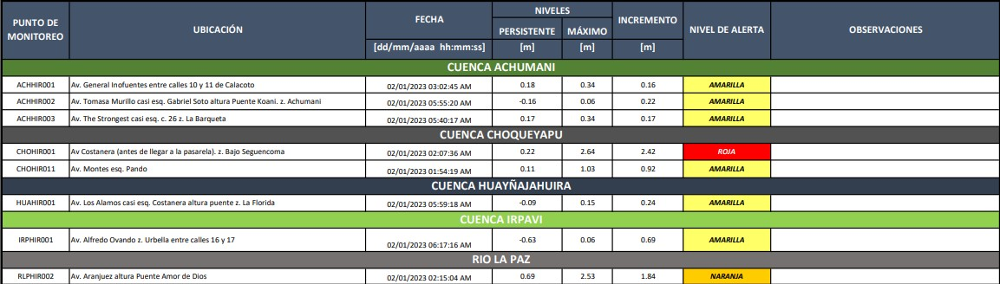 PUNTO DE MONITOREO UBICACIÓN FECHA NIVELES INCREMENTO NIVEL DE ALERTA OBSERVACIONES
PERSISTENTE MÁXIMO
[dd/mm/aaaa hh:mm:ss] [m] [m] [m]
CUENCA ACHUMANI
ACHHIR001 Av. General Inofuentes entre calles 10 y 11 de Calacoto 02/01/2023 03:02:45 AM 0.18 0.34 0.16 AMARILLA
ACHHIR002 Av. Tomasa Murillo casi esq. Gabriel Soto altura Puente Koani. z. Achumani 02/01/2023 05:55:20 AM -0.16 0.06 0.22 AMARILLA
ACHHIR003 Av. The Strongest casi esq. c. 26 z. La Barqueta 02/01/2023 05:40:17 AM 0.17 0.34 0.17 AMARILLA
CUENCA CHOQUEYAPU
CHOHIR001 Av Costanera (antes de llegar a la pasarela). z. Bajo Seguencoma 02/01/2023 02:07:36 AM 0.22 2.64 2.42 ROJA
CHOHIR011 Av. Montes esq. Pando 02/01/2023 01:54:19 AM 0.11 1.03 0.92 AMARILLA
CUENCA HUAYÑAJAHUIRA
HUAHIR001 Av. Los Alamos casi esq. Costanera altura puente z. La Florida 02/01/2023 05:59:18 AM -0.09 0.15 0.24 AMARILLA
CUENCA IRPAVI
IRPHIR001 Av. Alfredo Ovando z. Urbella entre calles 16 y 17 02/01/2023 06:17:16 AM -0.63 0.06 0.69 AMARILLA
RIO LA PAZ
RLPHIR002 Av. Aranjuez altura Puente Amor de Dios 02/01/2023 02:15:04 AM 0.69 2.53 1.84 NARANJA